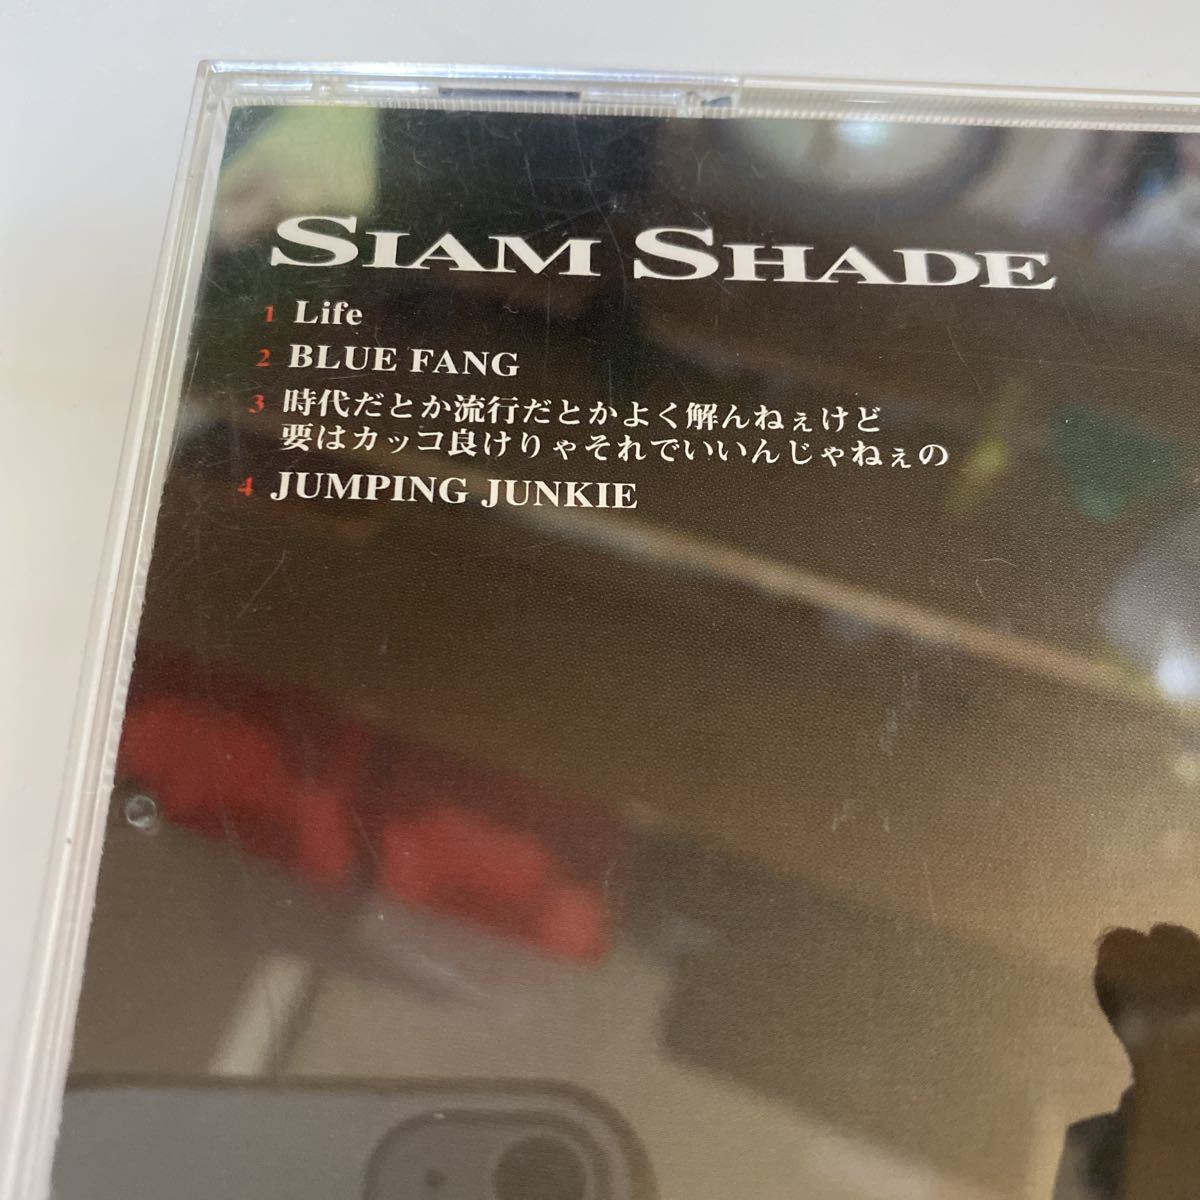 SIAM SHADE
1 Life
2 BLUE FANG
3 時代だとか流行だとかよく解んねぇけど
要はカッコ良けりゃそれでいいんじゃねぇの
4 JUMPING JUNKIE